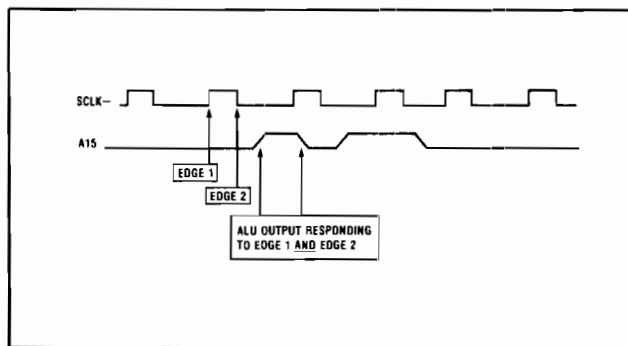 SCLK–
A15
EDGE 1
EDGE 2
ALU OUTPUT RESPONDING
TO EDGE 1 AND EDGE 2